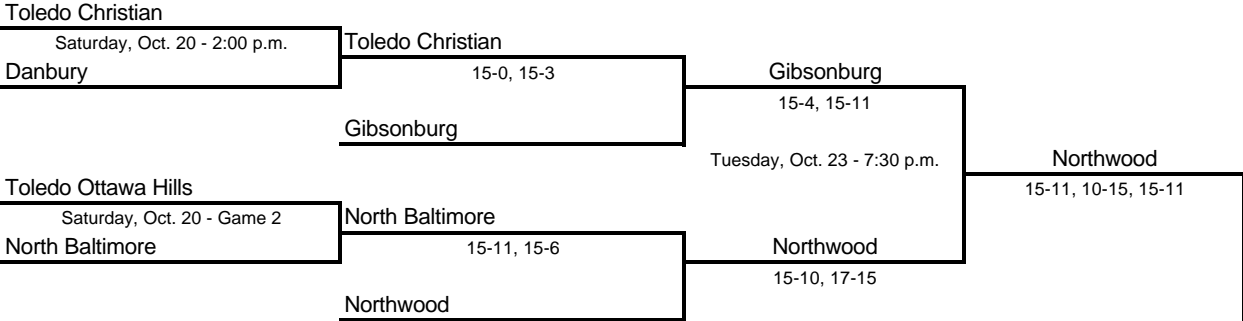 Toledo Christian
Saturday, Oct. 20 - 2:00 p.m.
Danbury
Toledo Christian
15-0, 15-3
Gibsonburg
Gibsonburg
15-4, 15-11
Tuesday, Oct. 23 - 7:30 p.m.
Toledo Ottawa Hills
Saturday, Oct. 20 - Game 2
North Baltimore
North Baltimore
15-11, 15-6
Northwood
Northwood
15-10, 17-15
Northwood
15-11, 10-15, 15-11